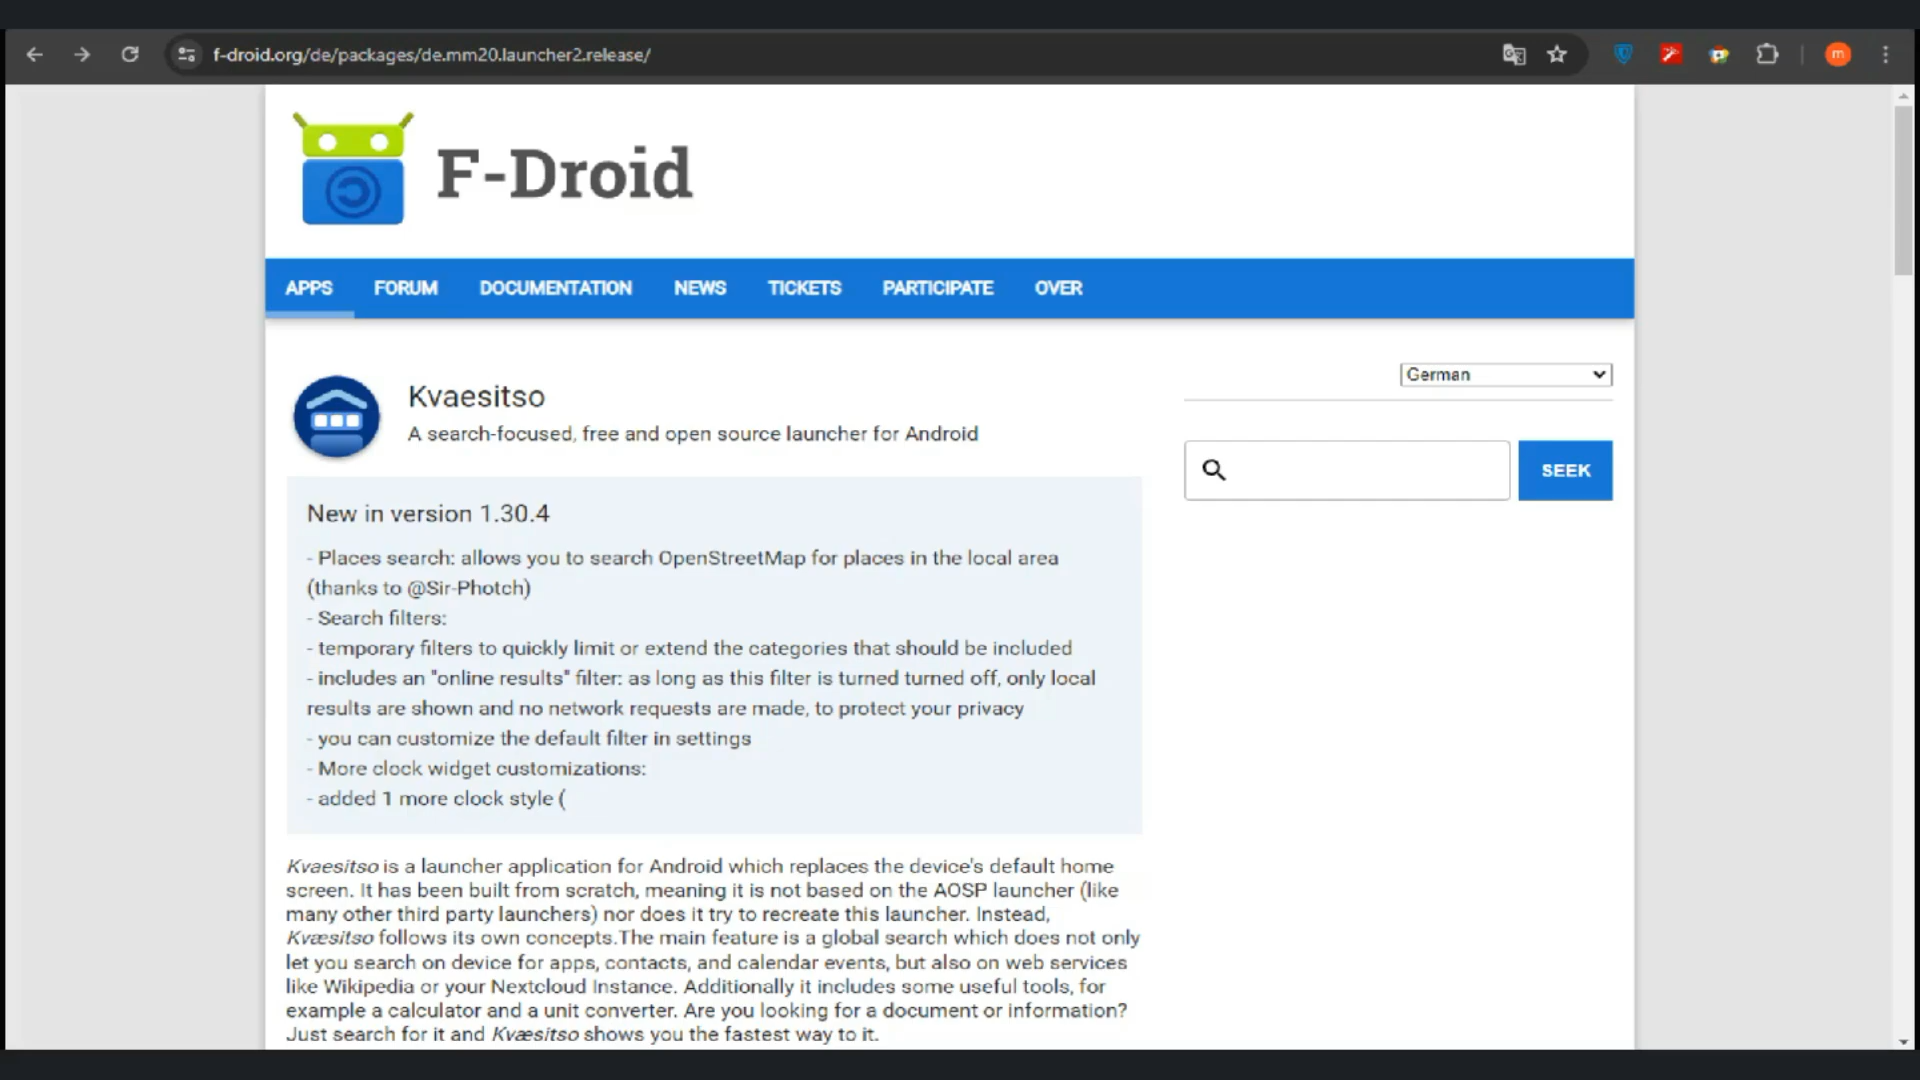 f-droid.org/de/packages/de.mm20.launcher2.release/
m
F-Droid
APPS FORUM DOCUMENTATION NEWS TICKETS PARTICIPATE OVER
German
Kvaesitso
A search-focused, free and open source launcher for Android
SEEK
New in version 1.30.4
- Places search: allows you to search OpenStreetMap for places in the local area
(thanks to @Sir-Photch)
- Search filters:
- temporary filters to quickly limit or extend the categories that should be included
- includes an "online results" filter: as long as this filter is turned turned off, only local
results are shown and no network requests are made, to protect your privacy
- you can customize the default filter in settings
- More clock widget customizations:
- added 1 more clock style (
Kvaesitso is a launcher application for Android which replaces the device's default home
screen. It has been built from scratch, meaning it is not based on the AOSP launcher (like
many other third party launchers) nor does it try to recreate this launcher. Instead,
Kvæsitso follows its own concepts.The main feature is a global search which does not only
let you search on device for apps, contacts, and calendar events, but also on web services
like Wikipedia or your Nextcloud Instance. Additionally it includes some useful tools, for
example a calculator and a unit converter. Are you looking for a document or information?
Just search for it and Kvæsitso shows you the fastest way to it.